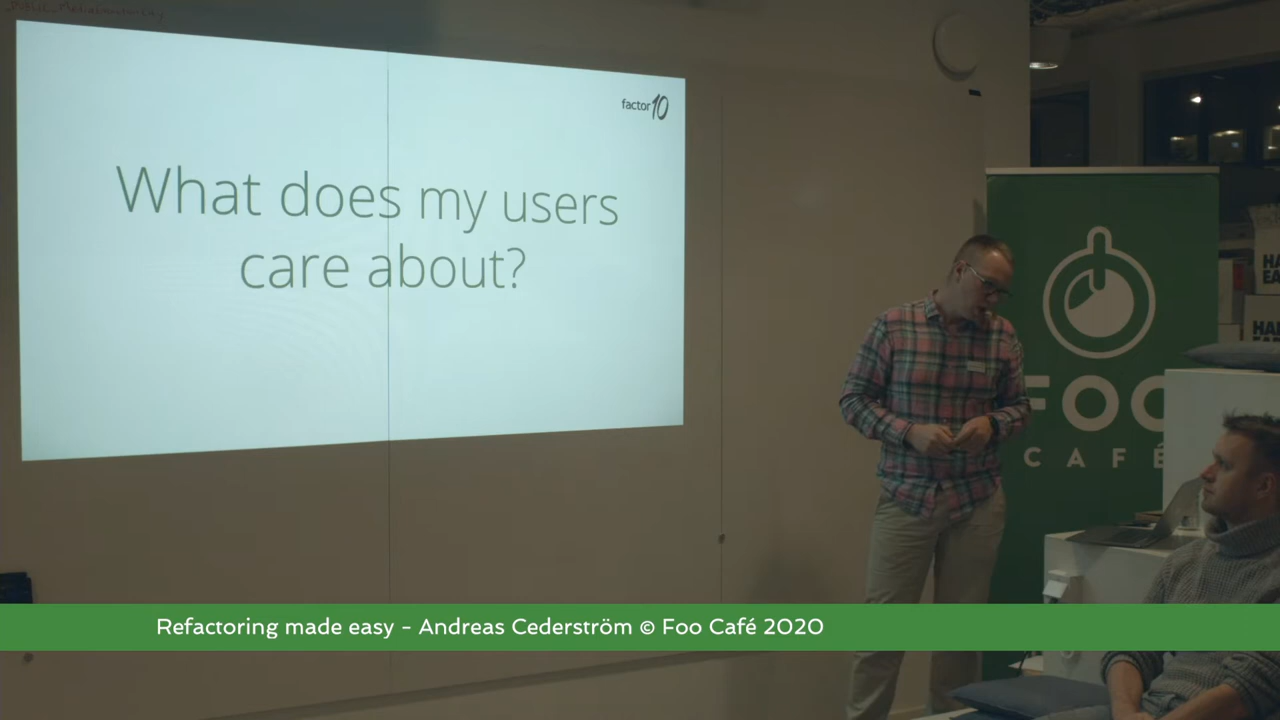 factor10
What does my users
care about?
FOO
CAFÉ
Refactoring made easy - Andreas Cederström © Foo Café 2020